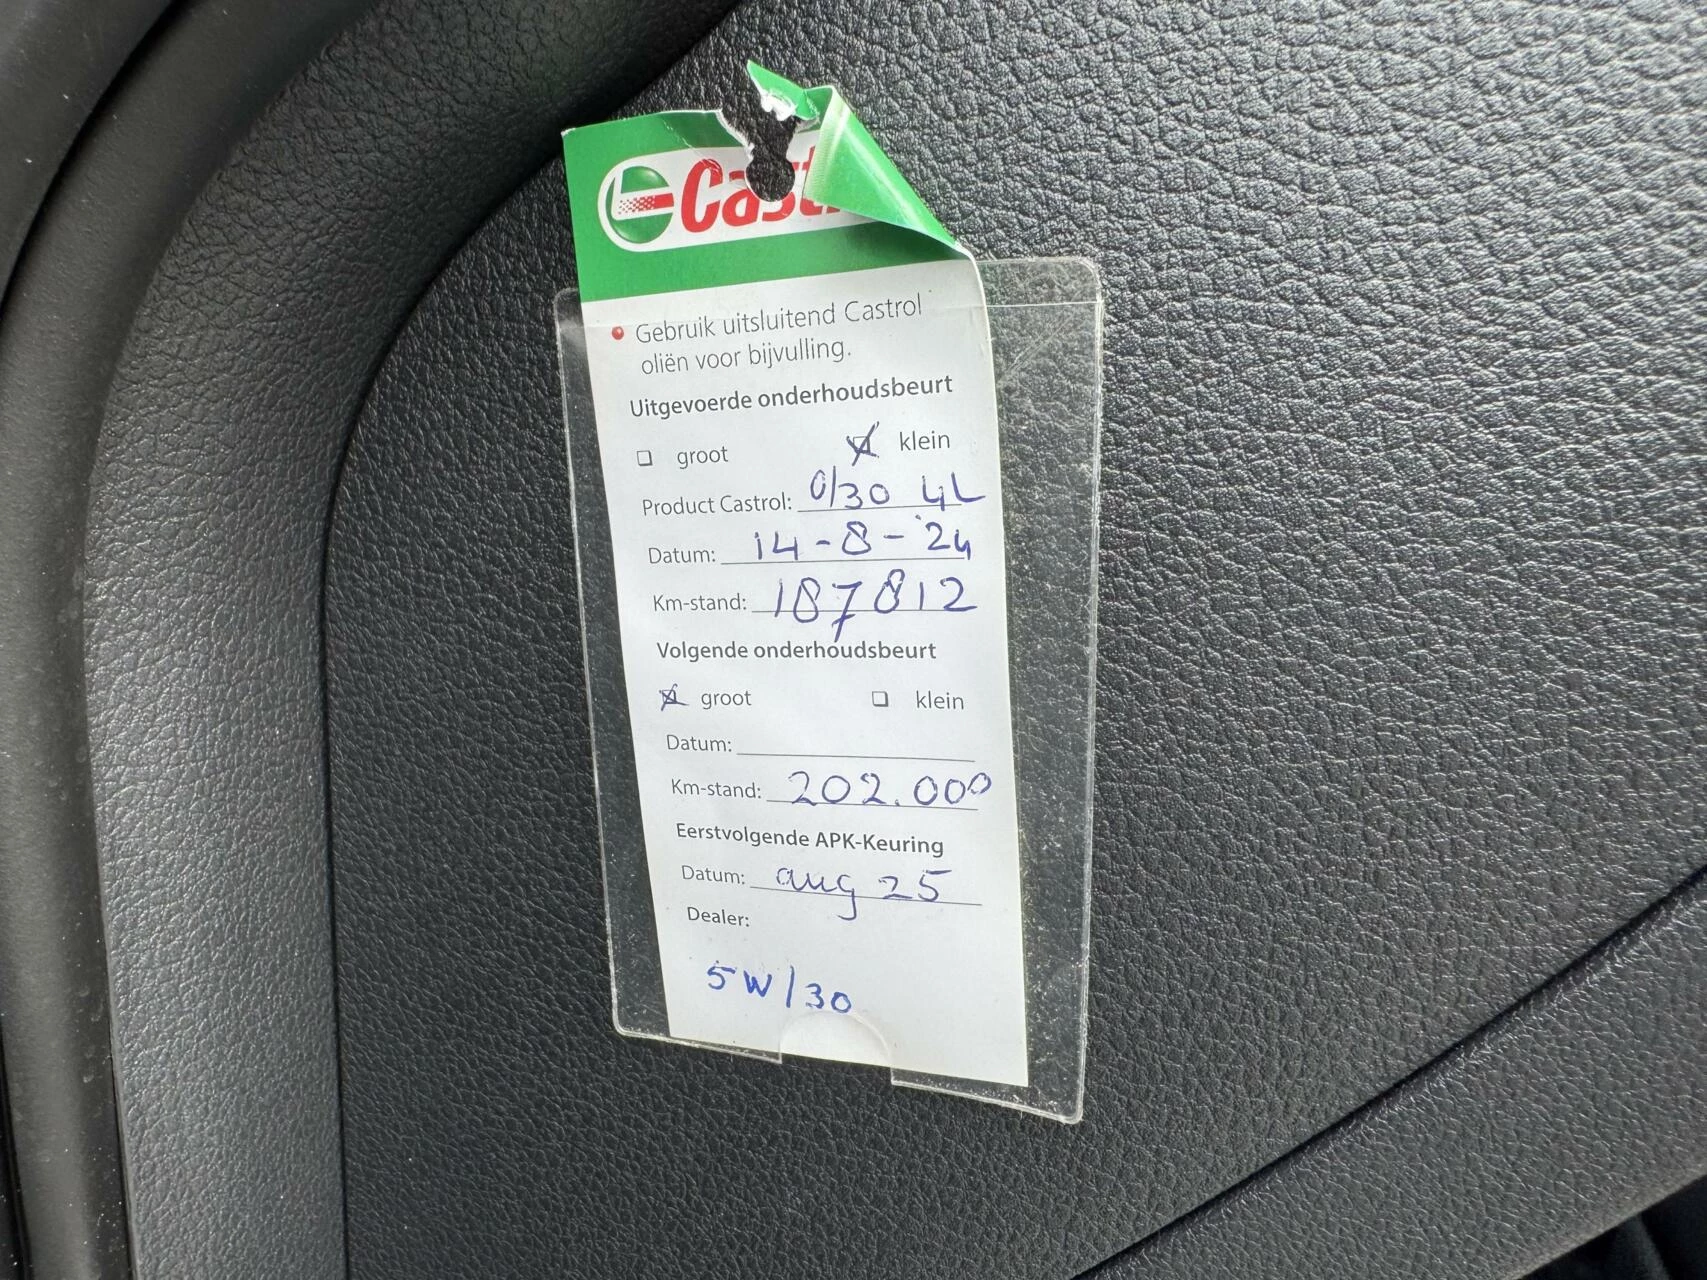 Castr
Gebruik uitsluitend Castrol
oliën voor bijvulling.
Uitgevoerde onderhoudsbeurt
groot klein
Product Castrol: 0/30 4L
Datum: 14-8-'24
Km-stand: 187812
Volgende onderhoudsbeurt
groot klein
Datum:
Km-stand: 202.000
Eerstvolgende APK-Keuring
Datum: aug 25
Dealer:
5W/30